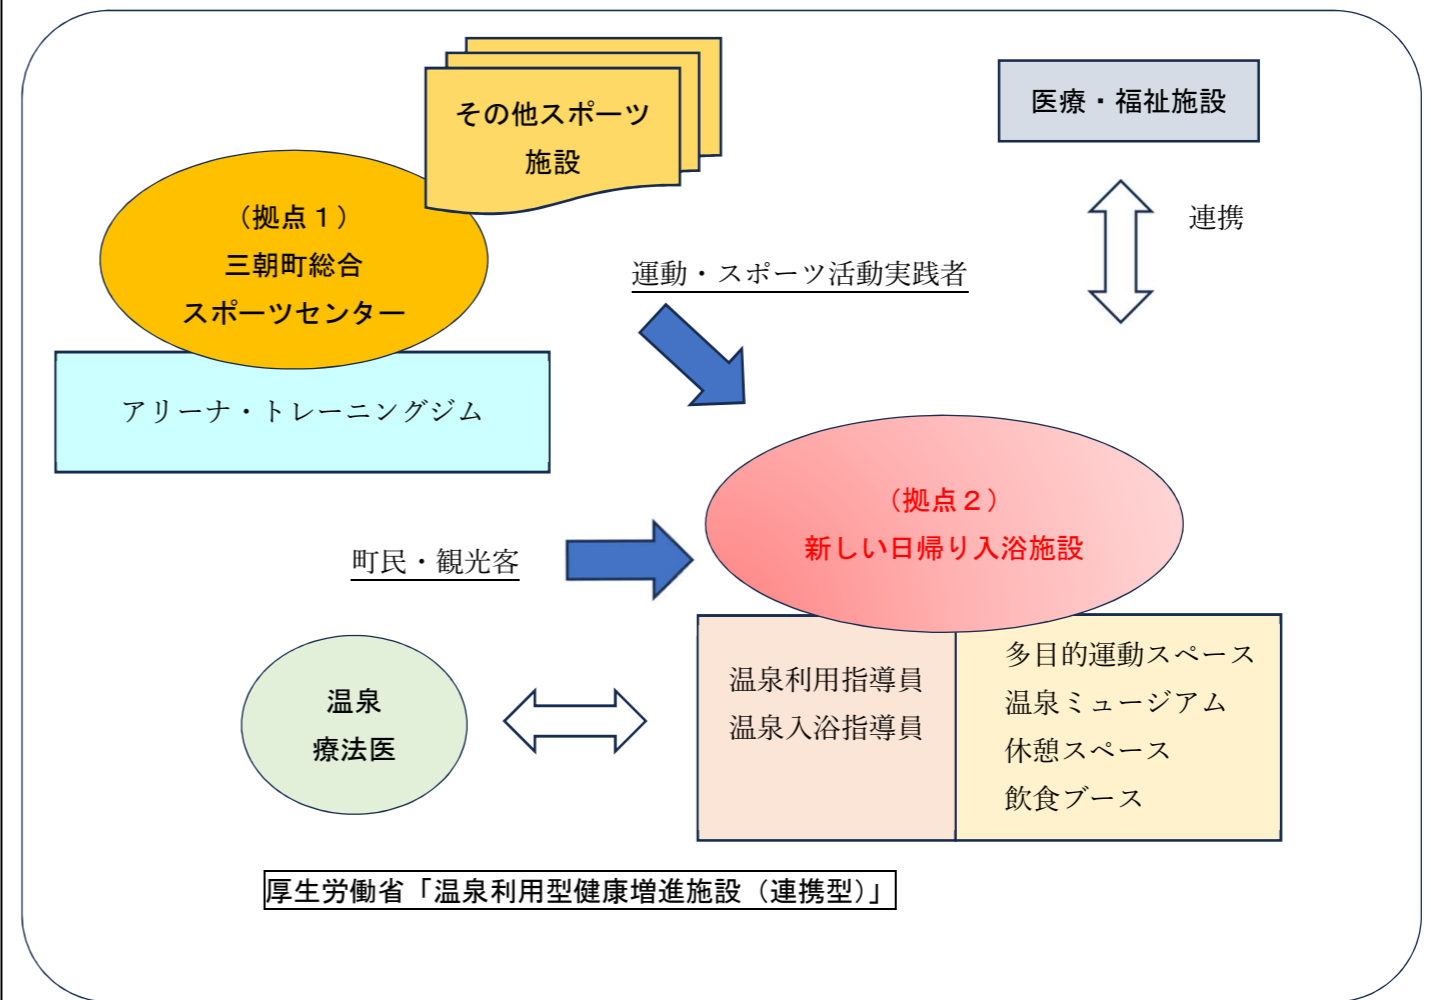 その他スポーツ
施設
医療・福祉施設
（拠点１）
三朝町総合
スポーツセンター
連携
運動・スポーツ活動実践者
アリーナ・トレーニングジム
（拠点２）
新しい日帰り入浴施設
町民・観光客
温泉利用指導員
温泉入浴指導員
多目的運動スペース
温泉ミュージアム
休憩スペース
飲食ブース
温泉
療法医
厚生労働省「温泉利用型健康増進施設（連携型）」